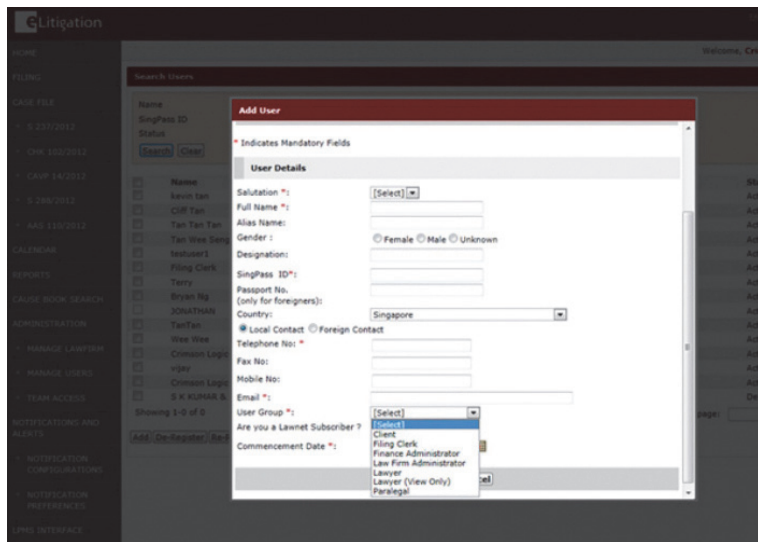 eLitigation
Welcome,
HOME
FILING
CASE FILE
S 237/2012
CAVP 14/2012
S 288/2012
AAS 110/2012
CALENDAR
REPORTS
CAUSE BOOK SEARCH
ADMINISTRATION
MANAGE LAWFIRM
MANAGE USERS
TEAM ACCESS
NOTIFICATIONS AND
ALERTS
NOTIFICATION
CONFIGURATIONS
NOTIFICATION
PREFERENCES
LPMS INTERFACE
Search Users
Name
SingPass ID
Status
Search Clear
Name
kevin tan
Cliff Tan
Tan Tan Tan
Tan Wee Seng
testuser1
Filing Clerk
Terry
Bryan Ng
JONATHAN
TanTan
Wee Wee
Crimson Logic
vijay
Crimson Logic
S K KUMAR &
Showing 1-0 of 0
page:
Add De-Register
Add User
* Indicates Mandatory Fields
User Details
Salutation *: [Select]
Full Name *:
Alias Name:
Gender : Female Male Unknown
Designation:
SingPass ID*:
Passport No.
(only for foreigners):
Country: Singapore
Local Contact Foreign Contact
Telephone No: *
Fax No:
Mobile No:
Email *:
User Group *: [Select]
[Select]
Client
Filing Clerk
Finance Administrator
Law Firm Administrator
Lawyer
Lawyer (View Only)
Paralegal
Are you a Lawnet Subscriber ?
Commencement Date *: